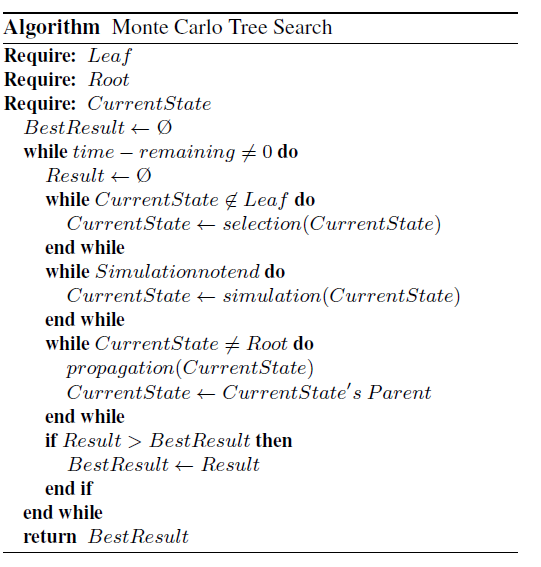 Algorithm Monte Carlo Tree Search
Require: Leaf
Require: Root
Require: CurrentState
BestResult ← Ø
while time − remaining ≠ 0 do
Result ← Ø
while CurrentState ∉ Leaf do
CurrentState ← selection(CurrentState)
end while
while Simulationnotend do
CurrentState ← simulation(CurrentState)
end while
while CurrentState ≠ Root do
propagation(CurrentState)
CurrentState ← CurrentState′s Parent
end while
if Result > BestResult then
BestResult ← Result
end if
end while
return BestResult